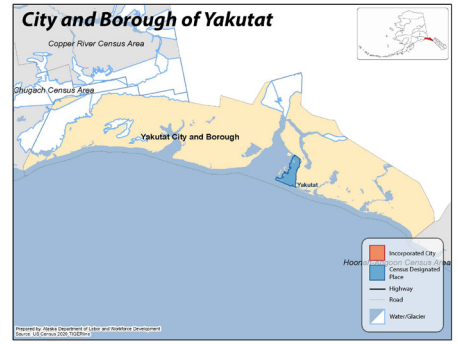 City and Borough of Yakutat
Copper River Census Area
Chugach Census Area
Yakutat City and Borough
Yakutat
Hoonah-Angoon Census Area
Incorporated City
Census Designated
Place
Highway
Road
Water/Glacier
Prepared by: Alaska Department of Labor and Workforce Development
Source: US Census 2020 TIGERline